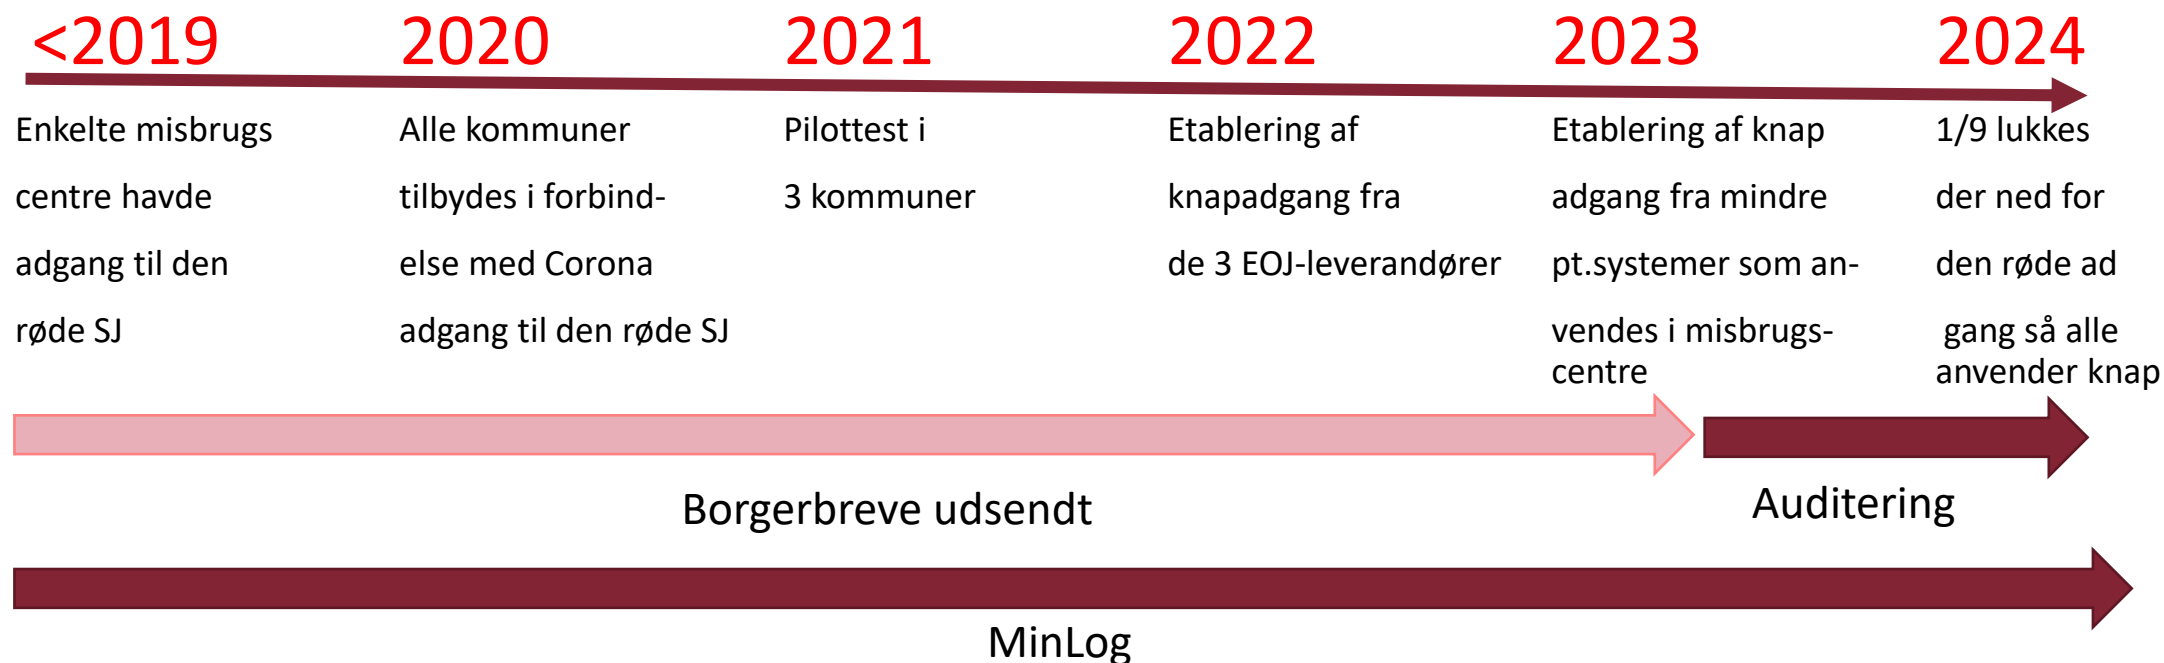 <2019
2020
2021
2022
2023
2024
Enkelte misbrugs
centre havde
adgang til den
røde SJ
Alle kommuner
tilbydes i forbind-
else med Corona
adgang til den røde SJ
Pilottest i
3 kommuner
Etablering af
knapadgang fra
de 3 EOJ-leverandører
Etablering af knap
adgang fra mindre
pt.systemer som an-
vendes i misbrugs-
centre
1/9 lukkes
der ned for
den røde ad
gang så alle
anvender knap
Borgerbreve udsendt
Auditering
MinLog